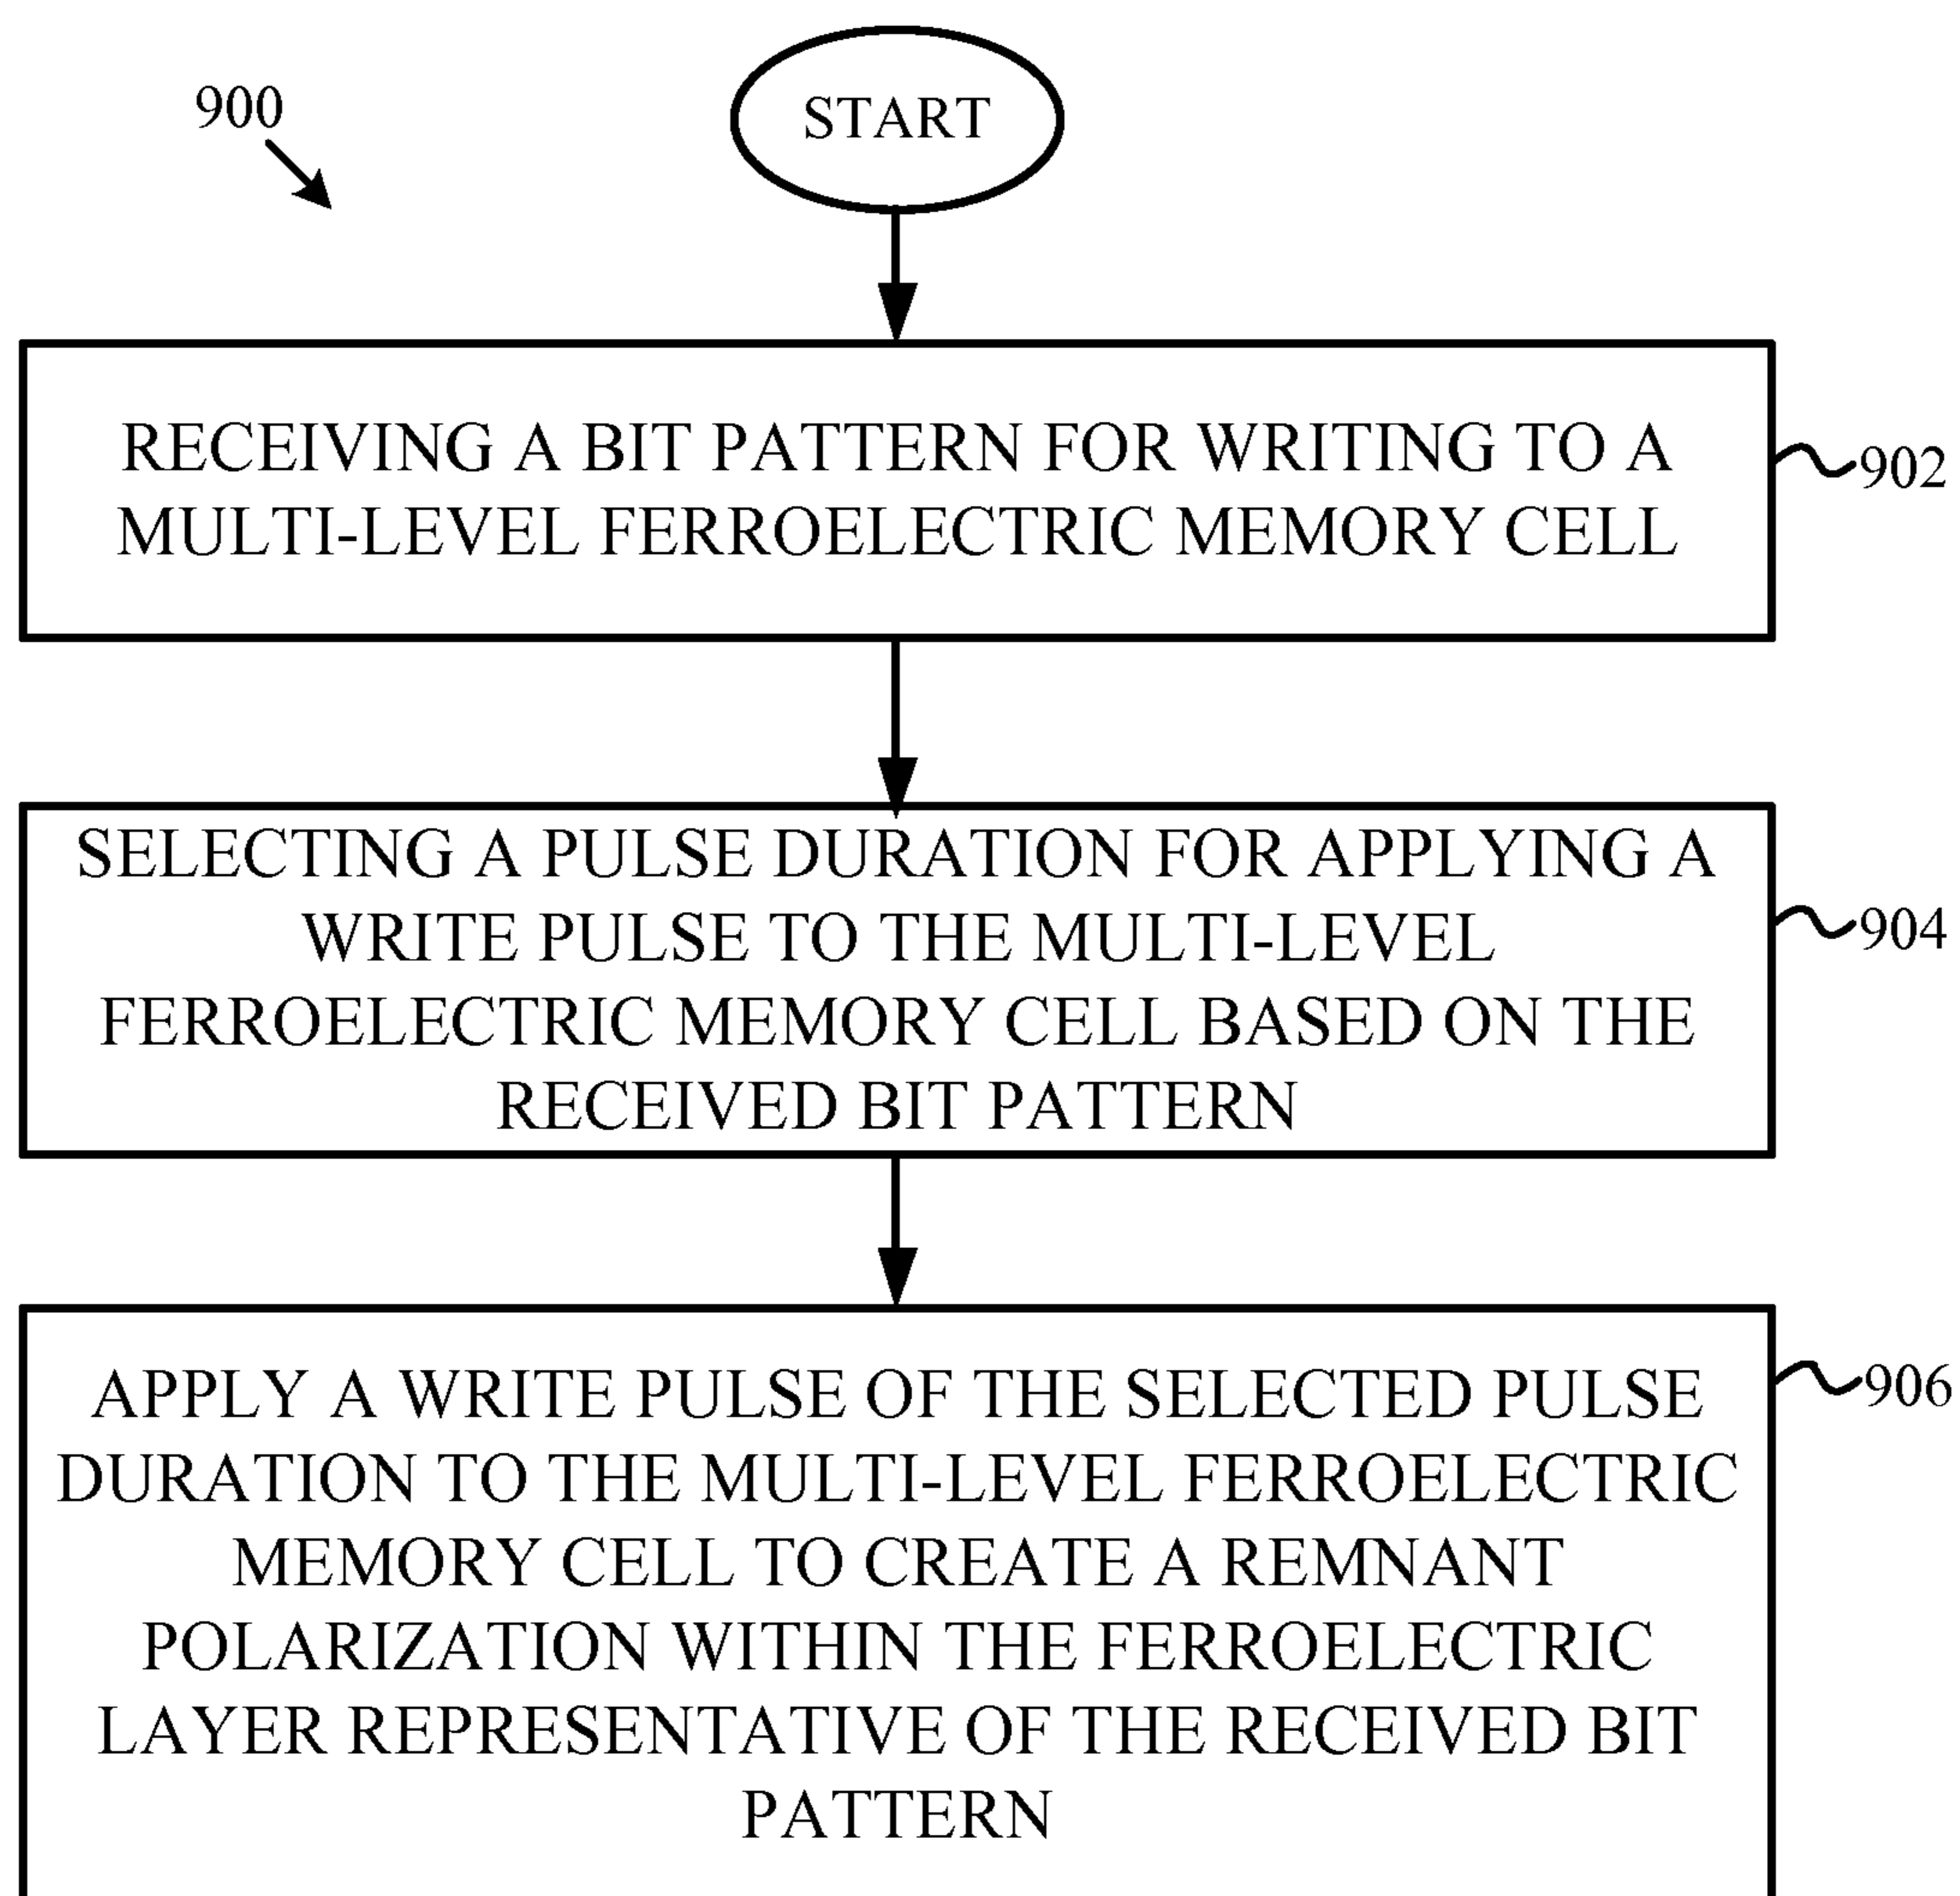 900
START
RECEIVING A BIT PATTERN FOR WRITING TO A
MULTI-LEVEL FERROELECTRIC MEMORY CELL
902
SELECTING A PULSE DURATION FOR APPLYING A
WRITE PULSE TO THE MULTI-LEVEL
FERROELECTRIC MEMORY CELL BASED ON THE
RECEIVED BIT PATTERN
904
APPLY A WRITE PULSE OF THE SELECTED PULSE
DURATION TO THE MULTI-LEVEL FERROELECTRIC
MEMORY CELL TO CREATE A REMNANT
POLARIZATION WITHIN THE FERROELECTRIC
LAYER REPRESENTATIVE OF THE RECEIVED BIT
PATTERN
906